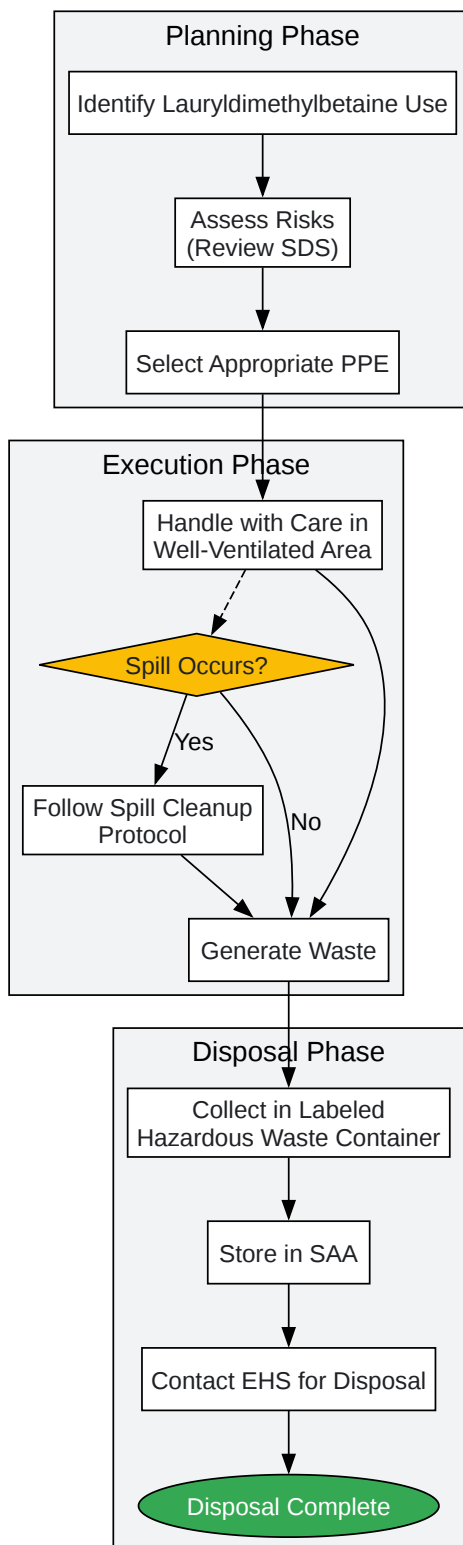 Planning Phase
Identify Lauryldimethylbetaine Use
Assess Risks
(Review SDS)
Select Appropriate PPE
Execution Phase
Handle with Care in
Well-Ventilated Area
Spill Occurs?
Yes
Follow Spill Cleanup
Protocol
No
Generate Waste
Disposal Phase
Collect in Labeled
Hazardous Waste Container
Store in SAA
Contact EHS for Disposal
Disposal Complete